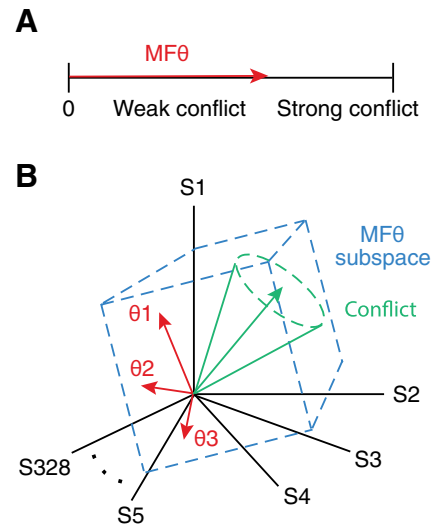 A
MFθ
0 Weak conflict Strong conflict
B
S1
MFθ
subspace
Conflict
θ1
θ2
θ3
S2
S3
S4
S5
S328